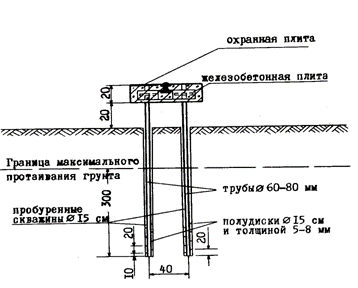 охранная плита
железобетонная плита
20
20
Граница максимального
протаивания грунта
300
трубы ⌀ 60-80 мм
пробуренные
скважины ⌀ 15 см
полудиски ⌀ 15 см
и толщиной 5-8 мм
20
20
10
40